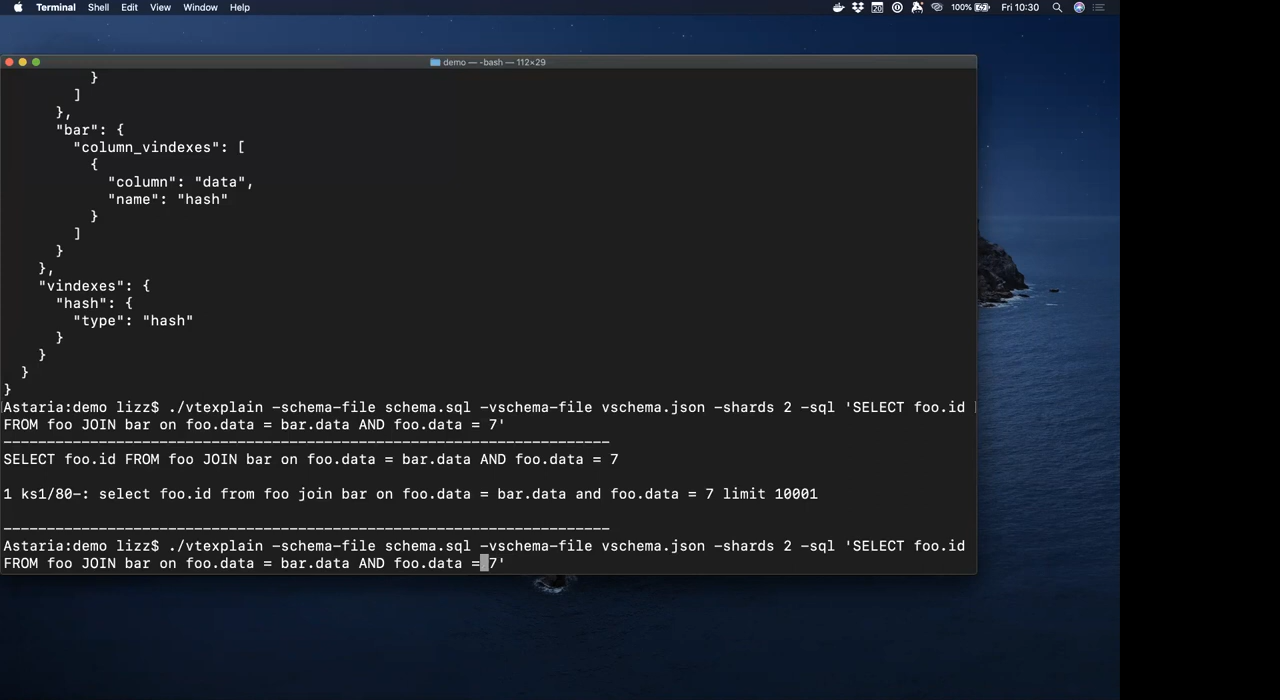 Terminal Shell Edit View Window Help 20 100% Fri 10:30
demo — -bash — 112×29
}
]
},
"bar": {
"column_vindexes": [
{
"column": "data",
"name": "hash"
}
]
}
},
"vindexes": {
"hash": {
"type": "hash"
}
}
}
}
Astaria:demo lizz$ ./vtexplain -schema-file schema.sql -vschema-file vschema.json -shards 2 -sql 'SELECT foo.id
FROM foo JOIN bar on foo.data = bar.data AND foo.data = 7'
----------------------------------------------------------------------
SELECT foo.id FROM foo JOIN bar on foo.data = bar.data AND foo.data = 7
1 ks1/80-: select foo.id from foo join bar on foo.data = bar.data and foo.data = 7 limit 10001
----------------------------------------------------------------------
Astaria:demo lizz$ ./vtexplain -schema-file schema.sql -vschema-file vschema.json -shards 2 -sql 'SELECT foo.id
FROM foo JOIN bar on foo.data = bar.data AND foo.data = 7'